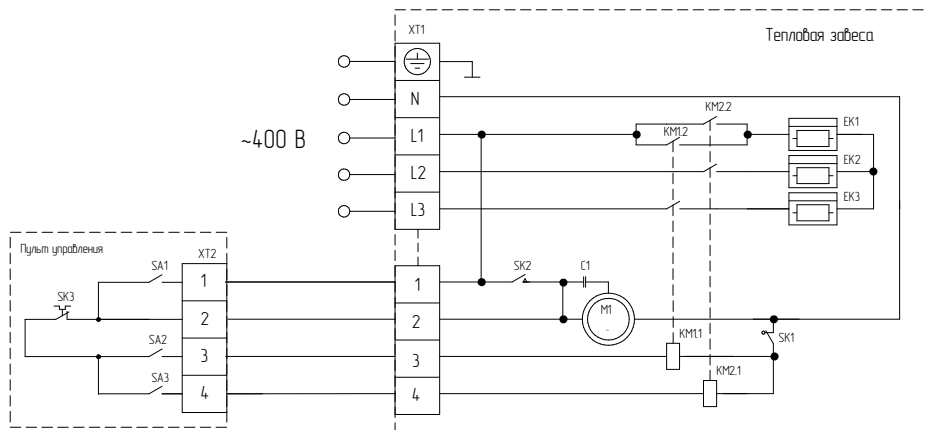 XT1
Тепловая завеса
N
KM2.2
~400 В
L1
KM1.2
EK1
L2
EK2
L3
EK3
Пульт управления
XT2
SA1
1
1
SK2
C1
SK3
2
2
M1
~
SK1
SA2
3
3
KM1.1
SA3
4
4
KM2.1